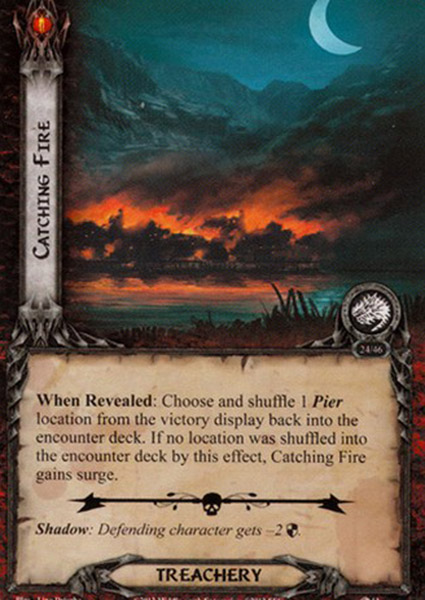 CATCHING FIRE
24/46
When Revealed: Choose and shuffle 1 Pier
location from the victory display back into the
encounter deck. If no location was shuffled into
the encounter deck by this effect, Catching Fire
gains surge.
Shadow: Defending character gets -2 .
TREACHERY